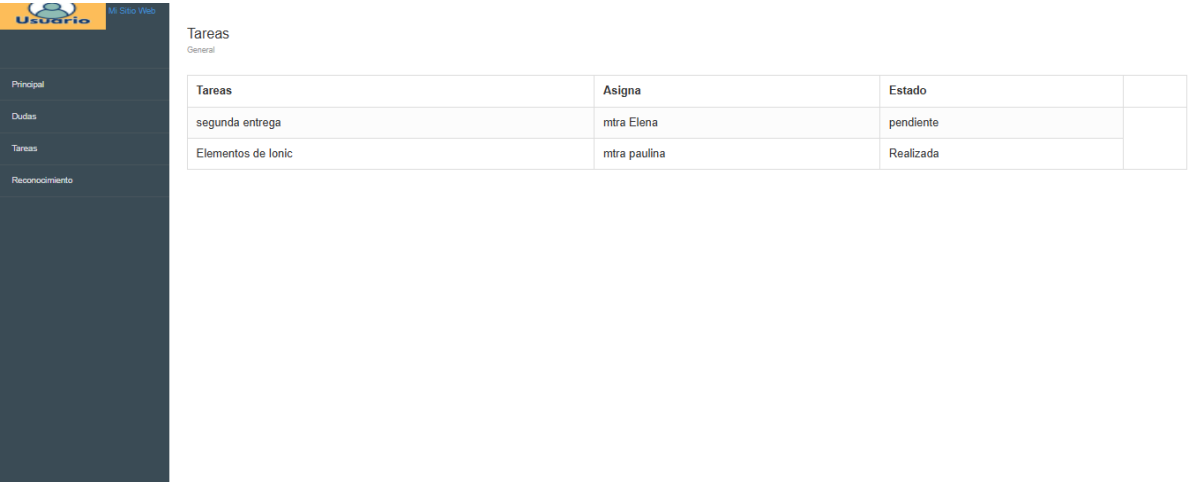 Usuario Mi Sitio Web
Principal
Dudas
Tareas
Reconocimiento
Tareas
General
Tareas Asigna Estado
segunda entrega mtra Elena pendiente
Elementos de Ionic mtra paulina Realizada